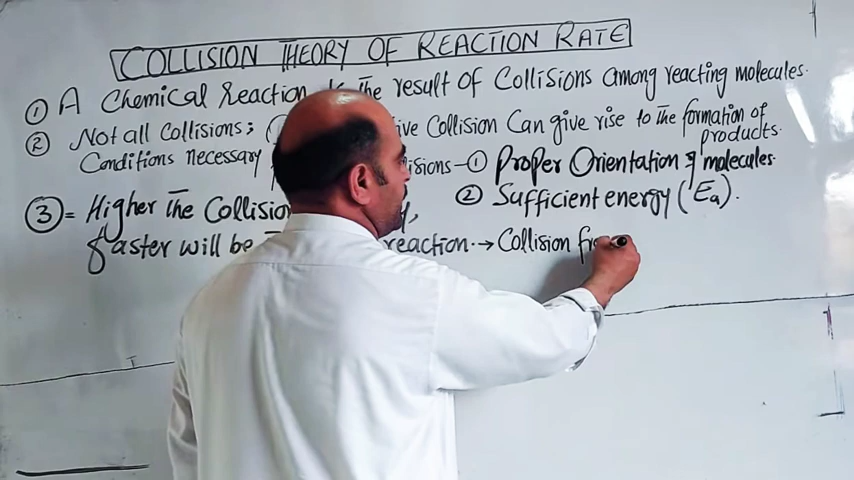 COLLISION THEORY OF REACTION RATE
① A Chemical reaction the result of Collisions among reacting molecules.
② Not all Collisions; ive Collision Can give rise to the formation of products.
Conditions necessary isions - ① Proper Orientation of molecules.
② Sufficient energy (Ea).
③ = Higher the Collision
faster will be reaction. → Collision fre